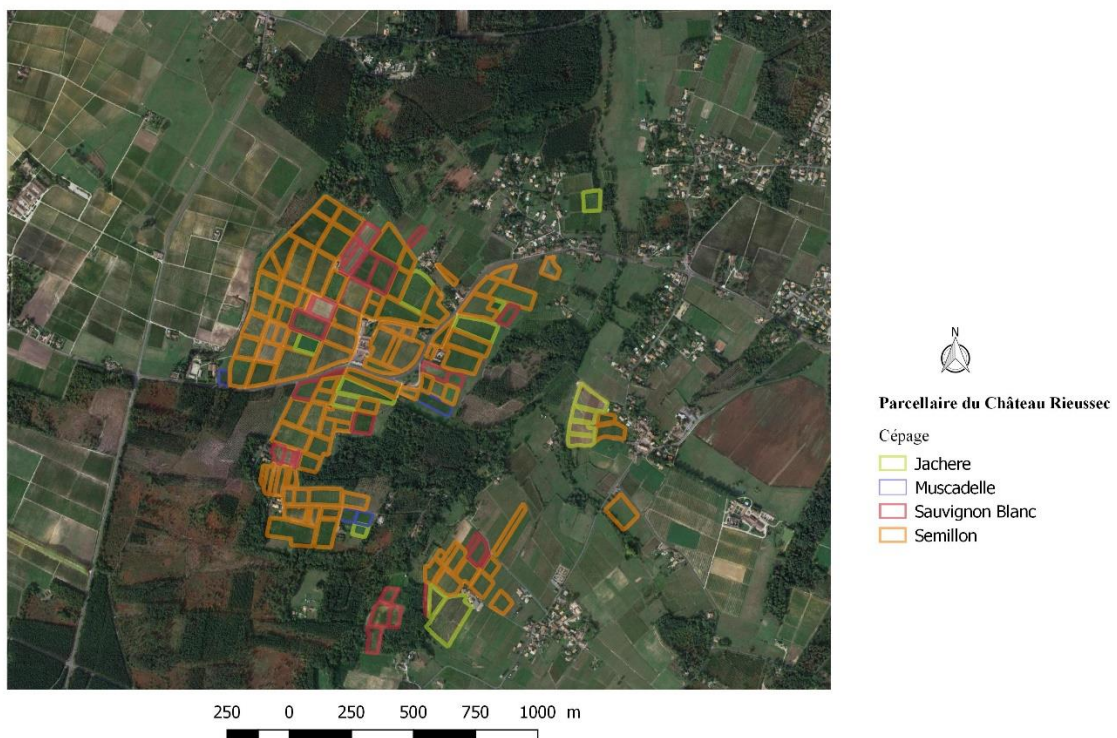 N
Parcellaire du Château Rieussec
Cépage
Jachere
Muscadelle
Sauvignon Blanc
Semillon
250 0 250 500 750 1000 m